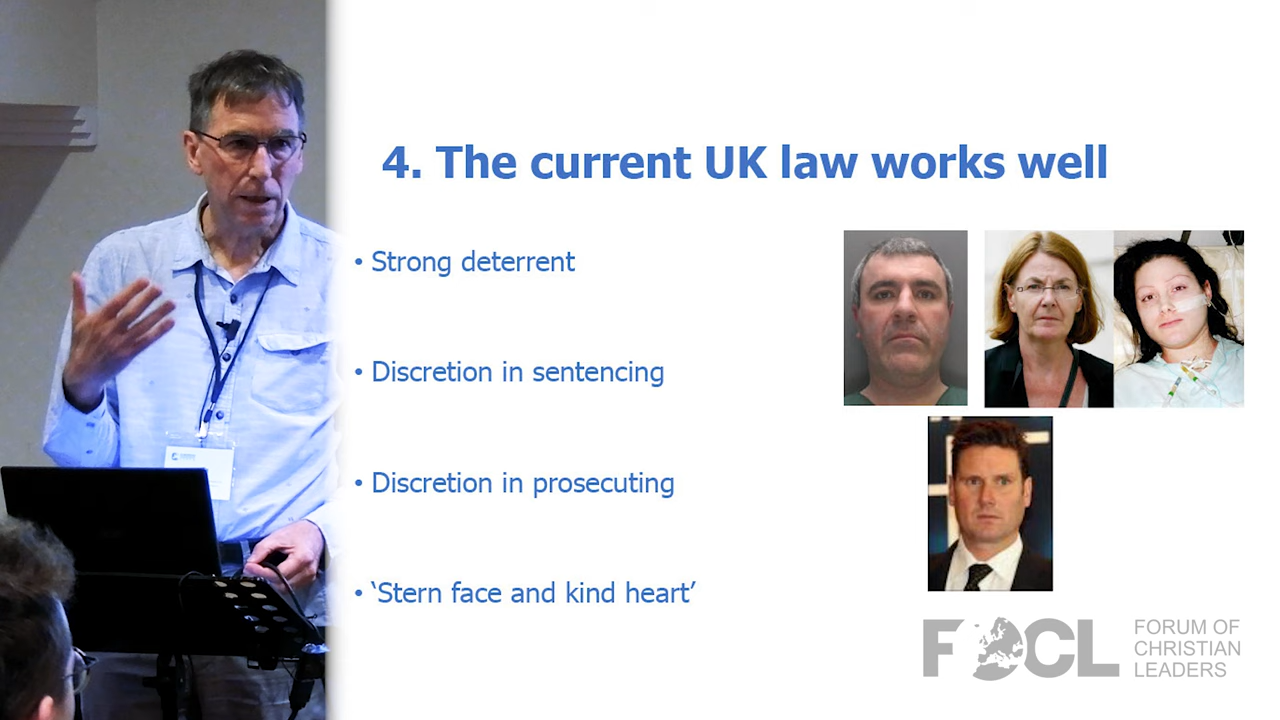 4. The current UK law works well
• Strong deterrent
• Discretion in sentencing
• Discretion in prosecuting
• ‘Stern face and kind heart’
FOCL
FORUM OF
CHRISTIAN
LEADERS